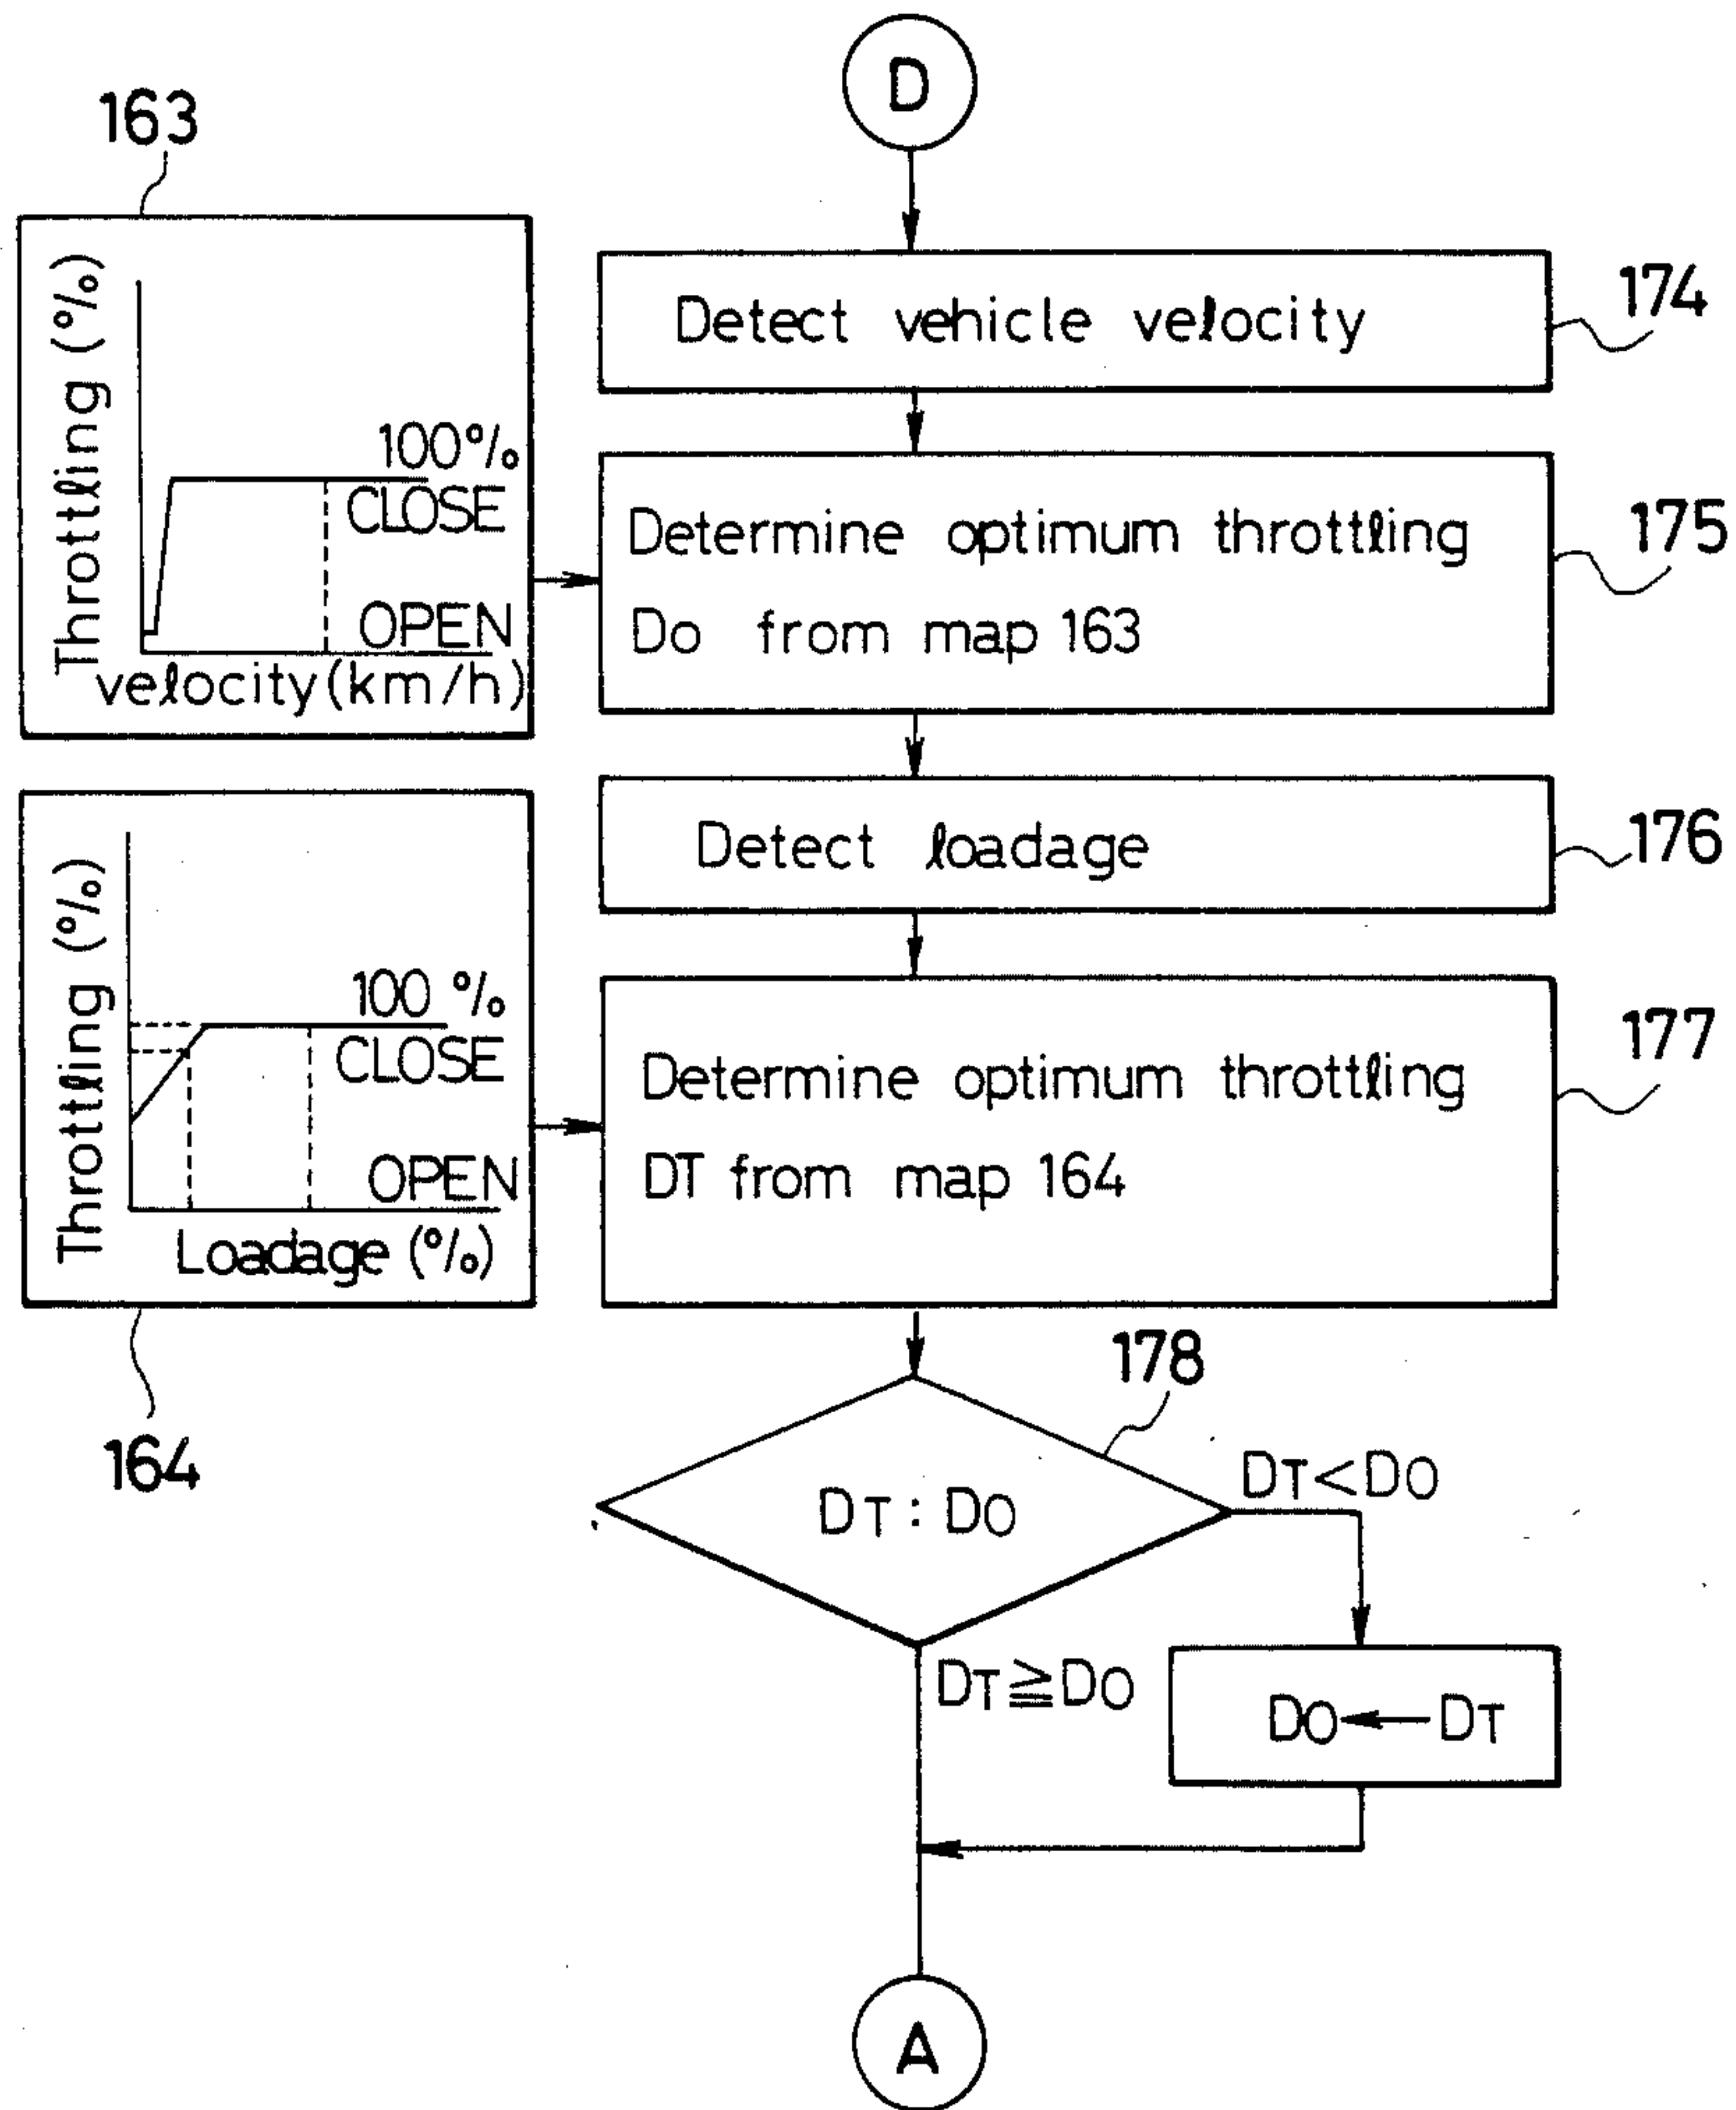 D
163
Throttling (%)
100%
CLOSE
OPEN
velocity (km/h)
Detect vehicle velocity
174
Determine optimum throttling
Do from map 163
175
Detect loadage
176
Throttling (%)
100 %
CLOSE
OPEN
Loadage (%)
164
Determine optimum throttling
DT from map 164
177
178
DT : DO
DT<DO
DT≧DO
DO← DT
A